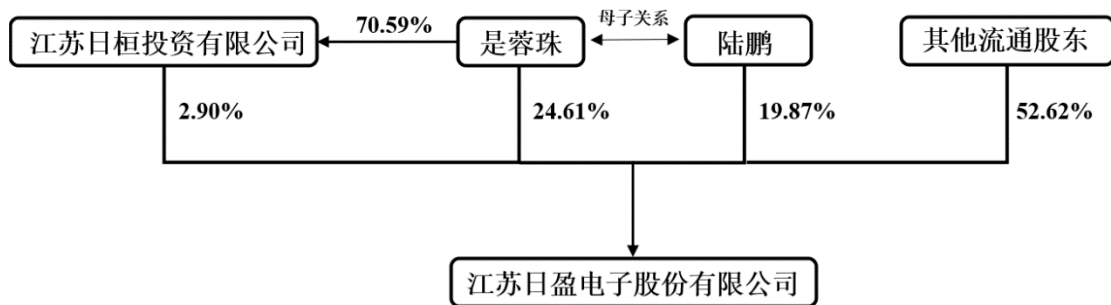 母子关系
70.59%
江苏日桓投资有限公司
是蓉珠
陆鹏
其他流通股东
2.90%
24.61%
19.87%
52.62%
江苏日盈电子股份有限公司